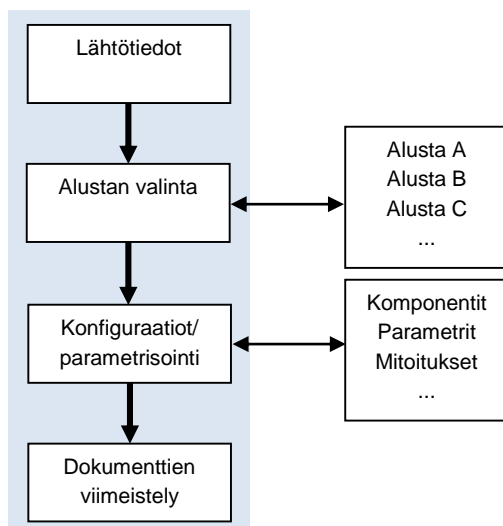 Lähtötiedot
Alustan valinta
Alusta A
Alusta B
Alusta C
...
Konfiguraatiot/
parametrisointi
Komponentit
Parametrit
Mitoitukset
...
Dokumenttien
viimeistely